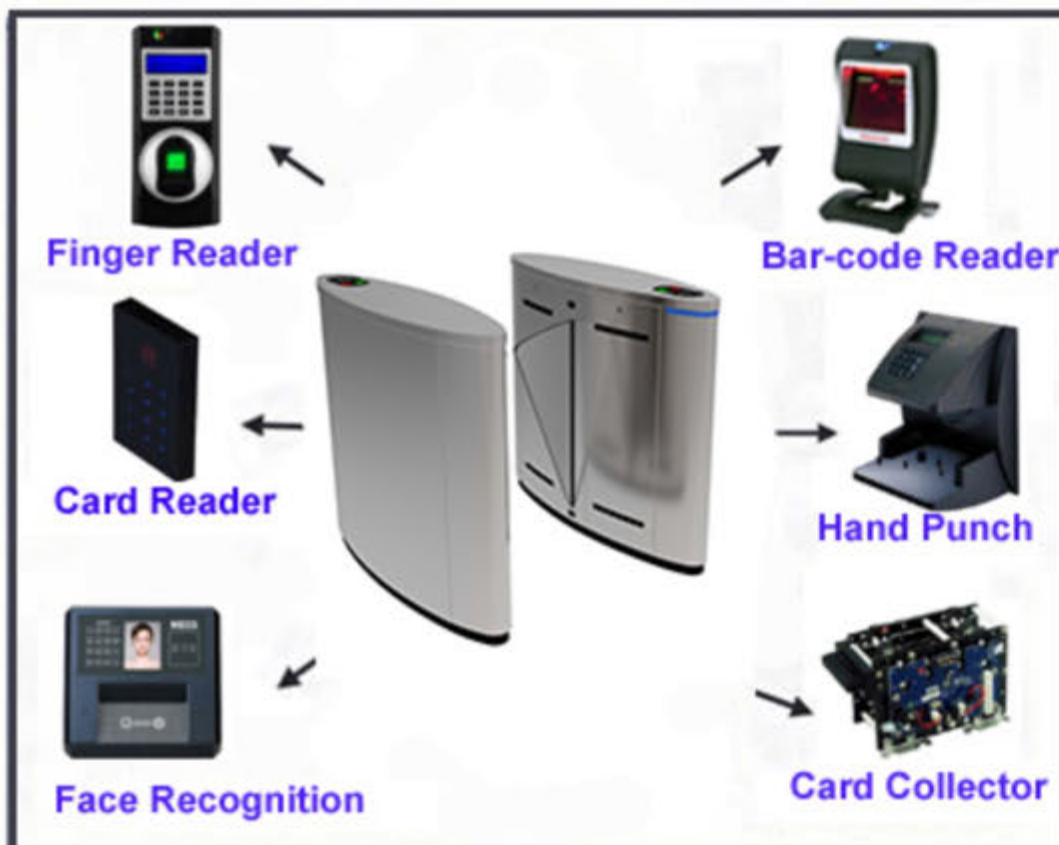 Finger Reader
Bar-code Reader
Card Reader
Hand Punch
Face Recognition
Card Collector